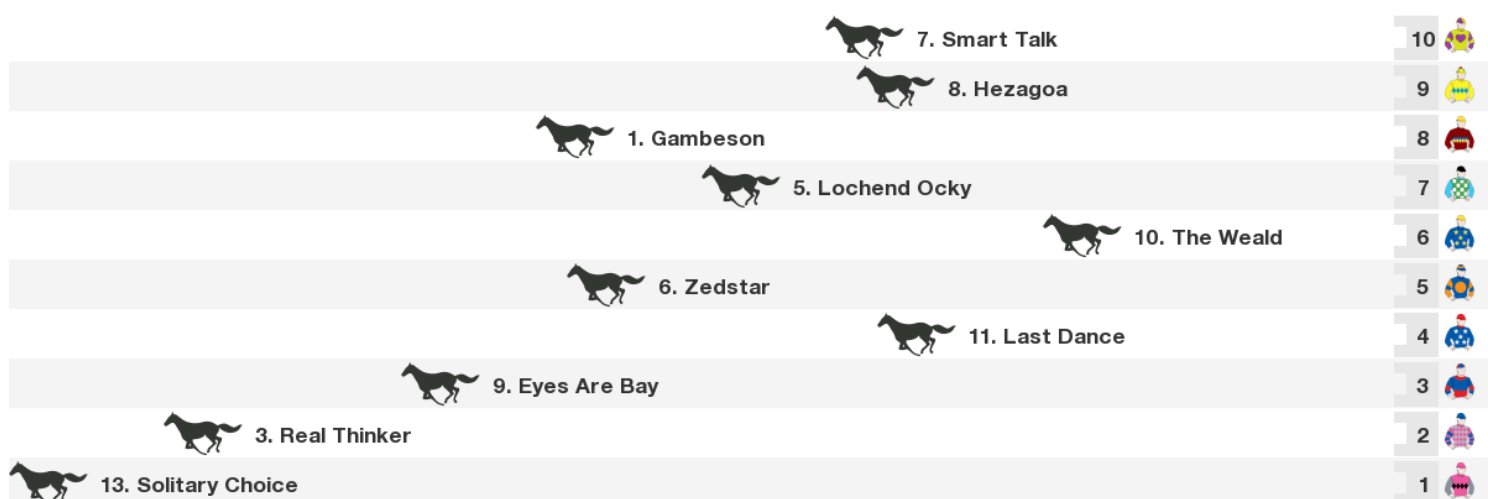 7. Smart Talk 10
8. Hezagoa 9
1. Gambeson 8
5. Lochend Ocky 7
10. The Weald 6
6. Zedstar 5
11. Last Dance 4
9. Eyes Are Bay 3
3. Real Thinker 2
13. Solitary Choice 1